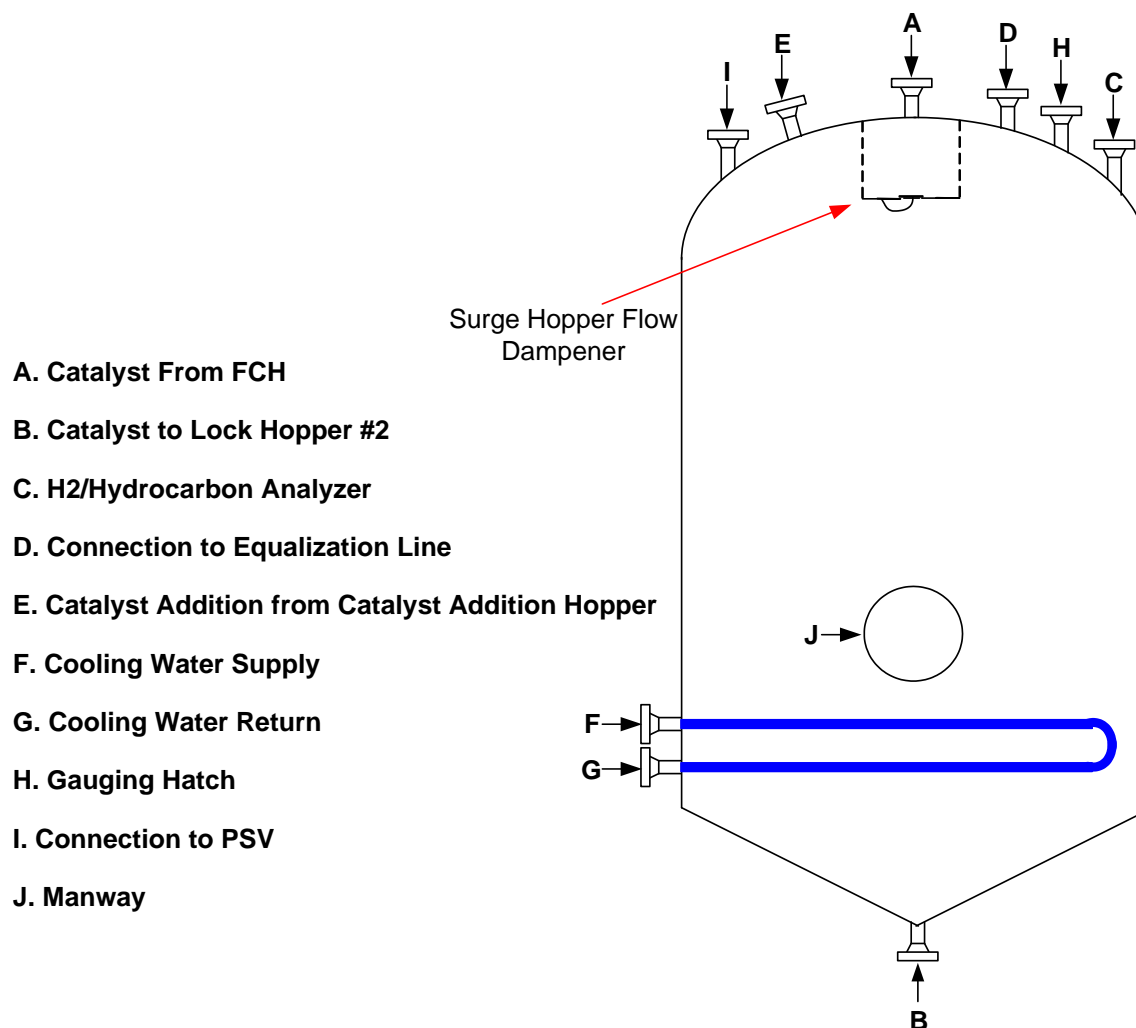 A
D
E
H
I
C
Surge Hopper Flow
Dampener
A. Catalyst From FCH
B. Catalyst to Lock Hopper #2
C. H2/Hydrocarbon Analyzer
D. Connection to Equalization Line
E. Catalyst Addition from Catalyst Addition Hopper
J
F. Cooling Water Supply
G. Cooling Water Return
F
G
H. Gauging Hatch
I. Connection to PSV
J. Manway
B